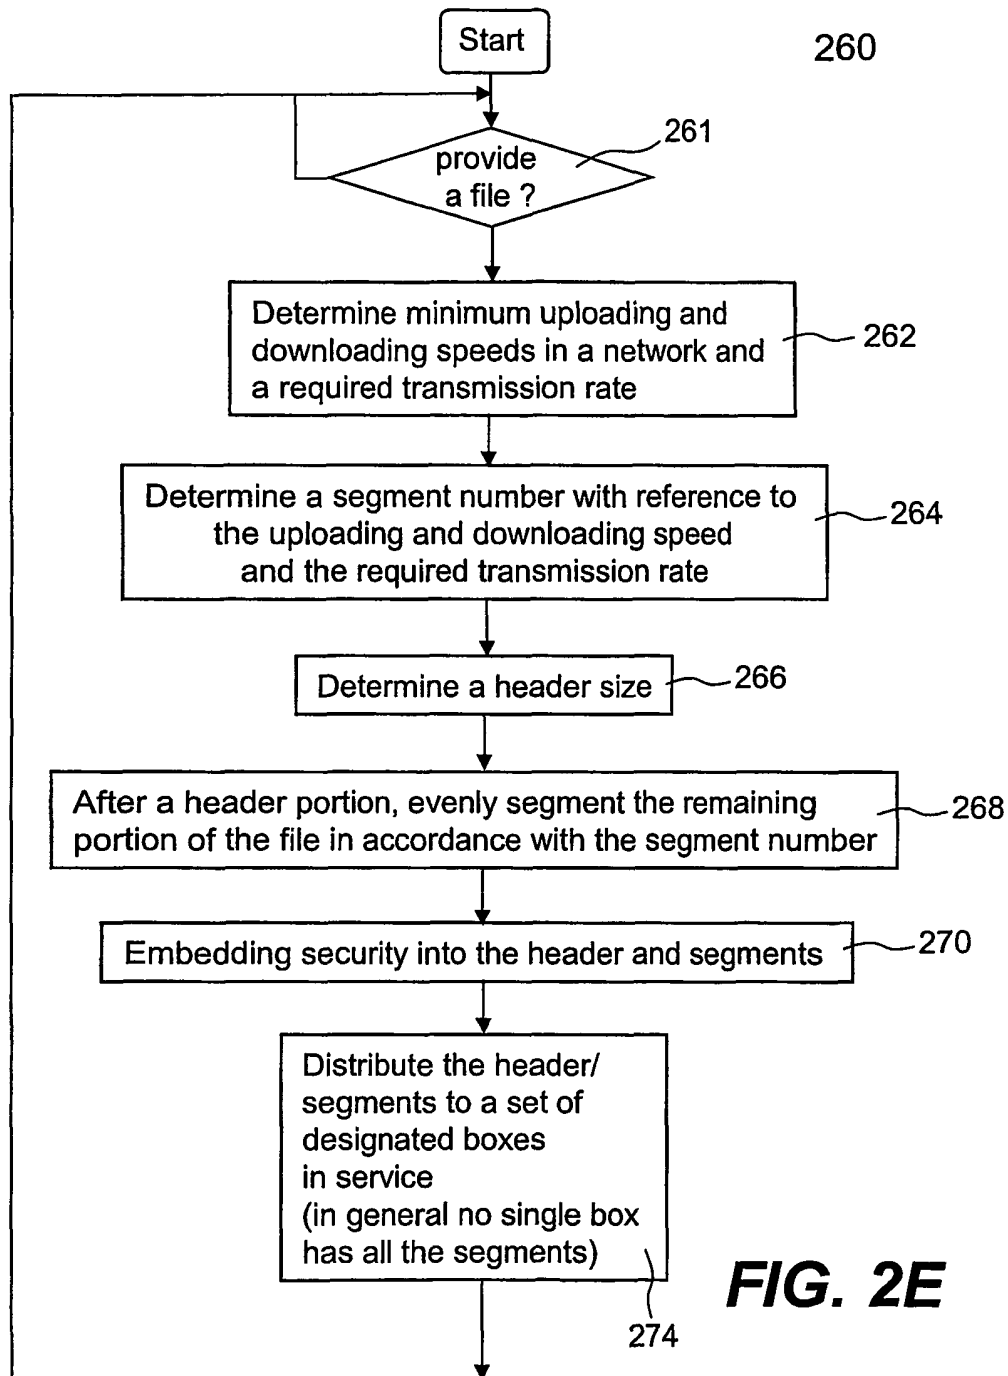 Start
260
261
provide
a file ?
Determine minimum uploading and
downloading speeds in a network and
a required transmission rate
262
Determine a segment number with reference to
the uploading and downloading speed
and the required transmission rate
264
Determine a header size
266
After a header portion, evenly segment the remaining
portion of the file in accordance with the segment number
268
Embedding security into the header and segments
270
Distribute the header/
segments to a set of
designated boxes
in service
(in general no single box
has all the segments)
274
FIG. 2E